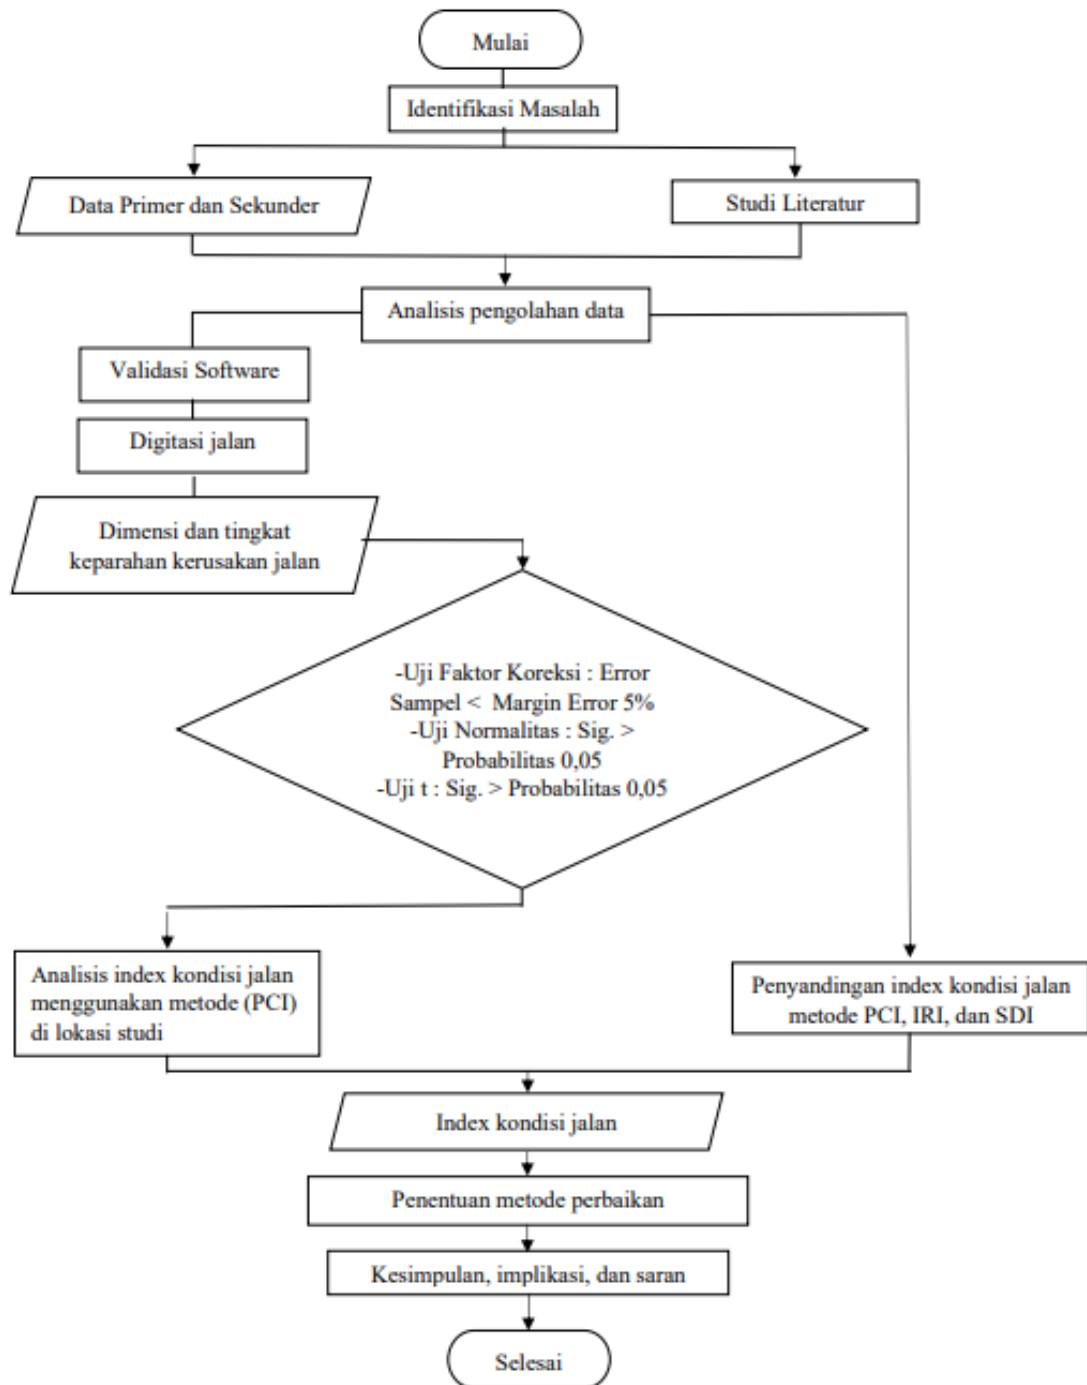 Mulai
Identifikasi Masalah
Data Primer dan Sekunder
Studi Literatur
Analisis pengolahan data
Validasi Software
Digitasi jalan
Dimensi dan tingkat
keparahan kerusakan jalan
-Uji Faktor Koreksi : Error
Sampel < Margin Error 5%
-Uji Normalitas : Sig. >
Probabilitas 0,05
-Uji t : Sig. > Probabilitas 0,05
Analisis index kondisi jalan
menggunakan metode (PCI)
di lokasi studi
Penyandingan index kondisi jalan
metode PCI, IRI, dan SDI
Index kondisi jalan
Penentuan metode perbaikan
Kesimpulan, implikasi, dan saran
Selesai